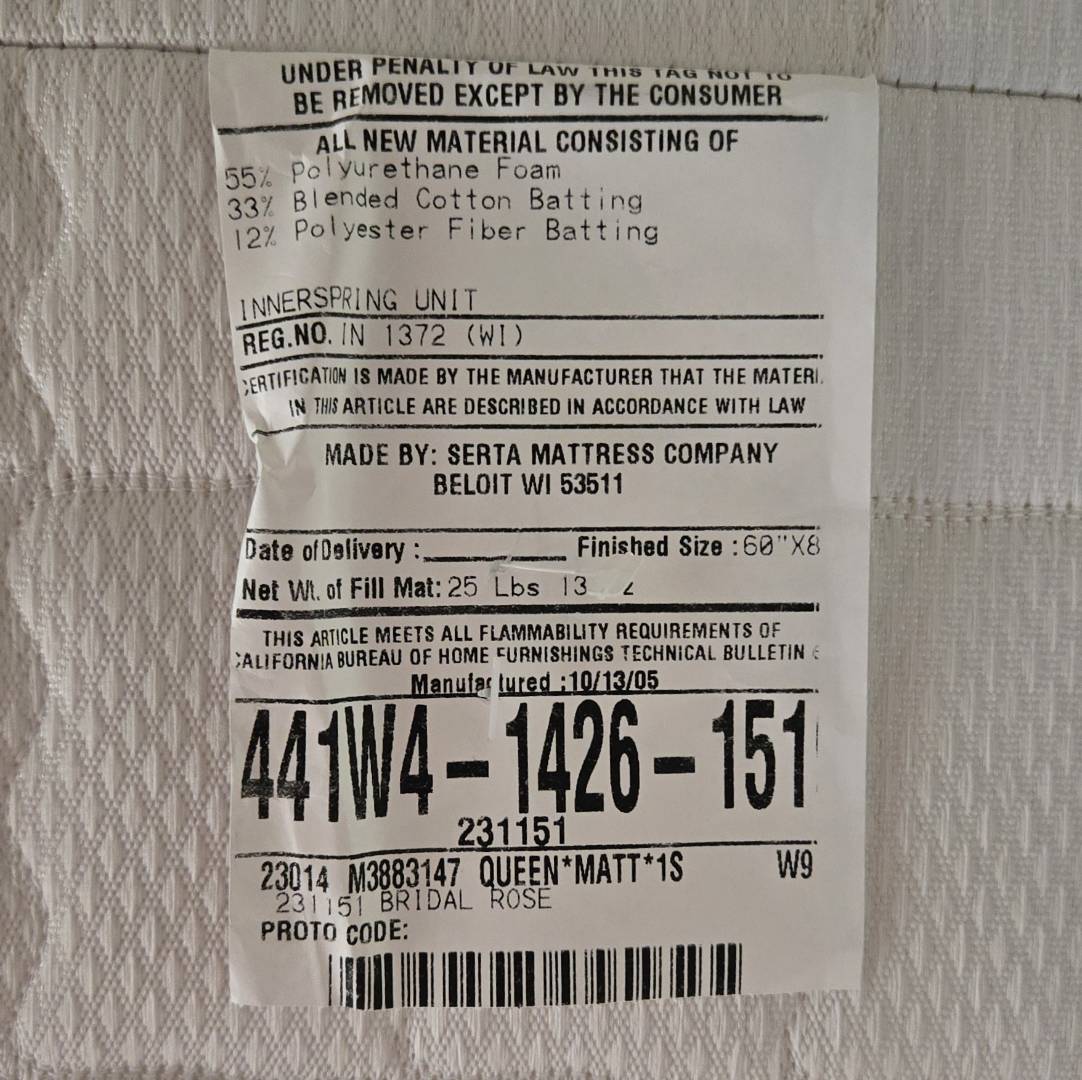 UNDER PENALTY OF LAW THIS TAG NOT TO
BE REMOVED EXCEPT BY THE CONSUMER
ALL NEW MATERIAL CONSISTING OF
55% Polyurethane Foam
33% Blended Cotton Batting
12% Polyester Fiber Batting
INNERSPRING UNIT
REG.NO. IN 1372 (WI)
CERTIFICATION IS MADE BY THE MANUFACTURER THAT THE MATERI
IN THIS ARTICLE ARE DESCRIBED IN ACCORDANCE WITH LAW
MADE BY: SERTA MATTRESS COMPANY
BELOIT WI 53511
Date of Delivery : Finished Size :60"X8
Net Wt. of Fill Mat: 25 Lbs 13
THIS ARTICLE MEETS ALL FLAMMABILITY REQUIREMENTS OF
CALIFORNIA BUREAU OF HOME FURNISHINGS TECHNICAL BULLETIN
Manufactured :10/13/05
441W4-1426-151
231151
23014 M3883147 QUEEN*MATT*1S W9
231151 BRIDAL ROSE
PROTO CODE: